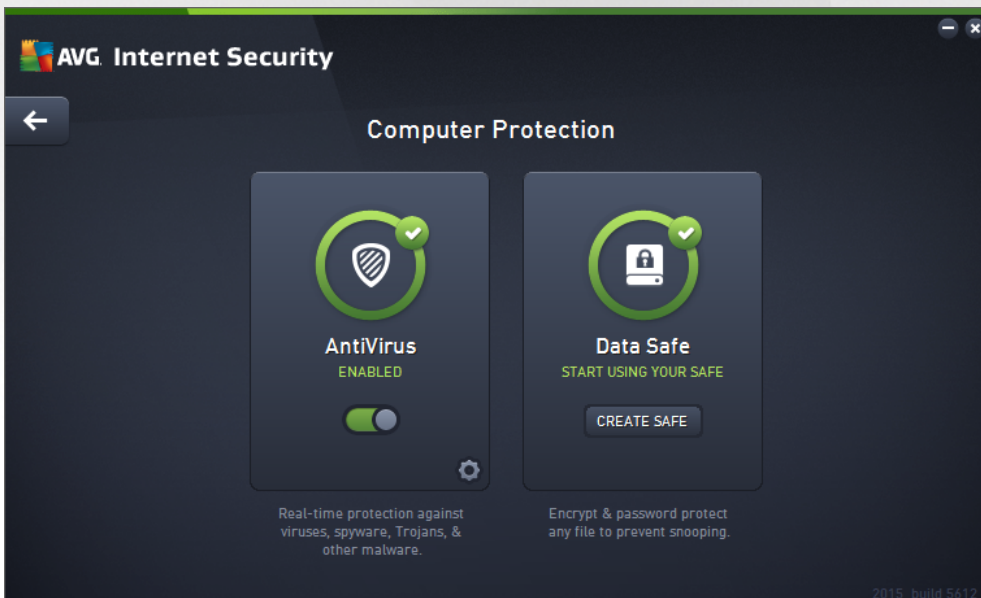 AVG. Internet Security
Computer Protection
AntiVirus
ENABLED
Real-time protection against
viruses, spyware, Trojans, &
other malware.
Data Safe
START USING YOUR SAFE
CREATE SAFE
Encrypt & password protect
any file to prevent snooping.
2015 build 5612